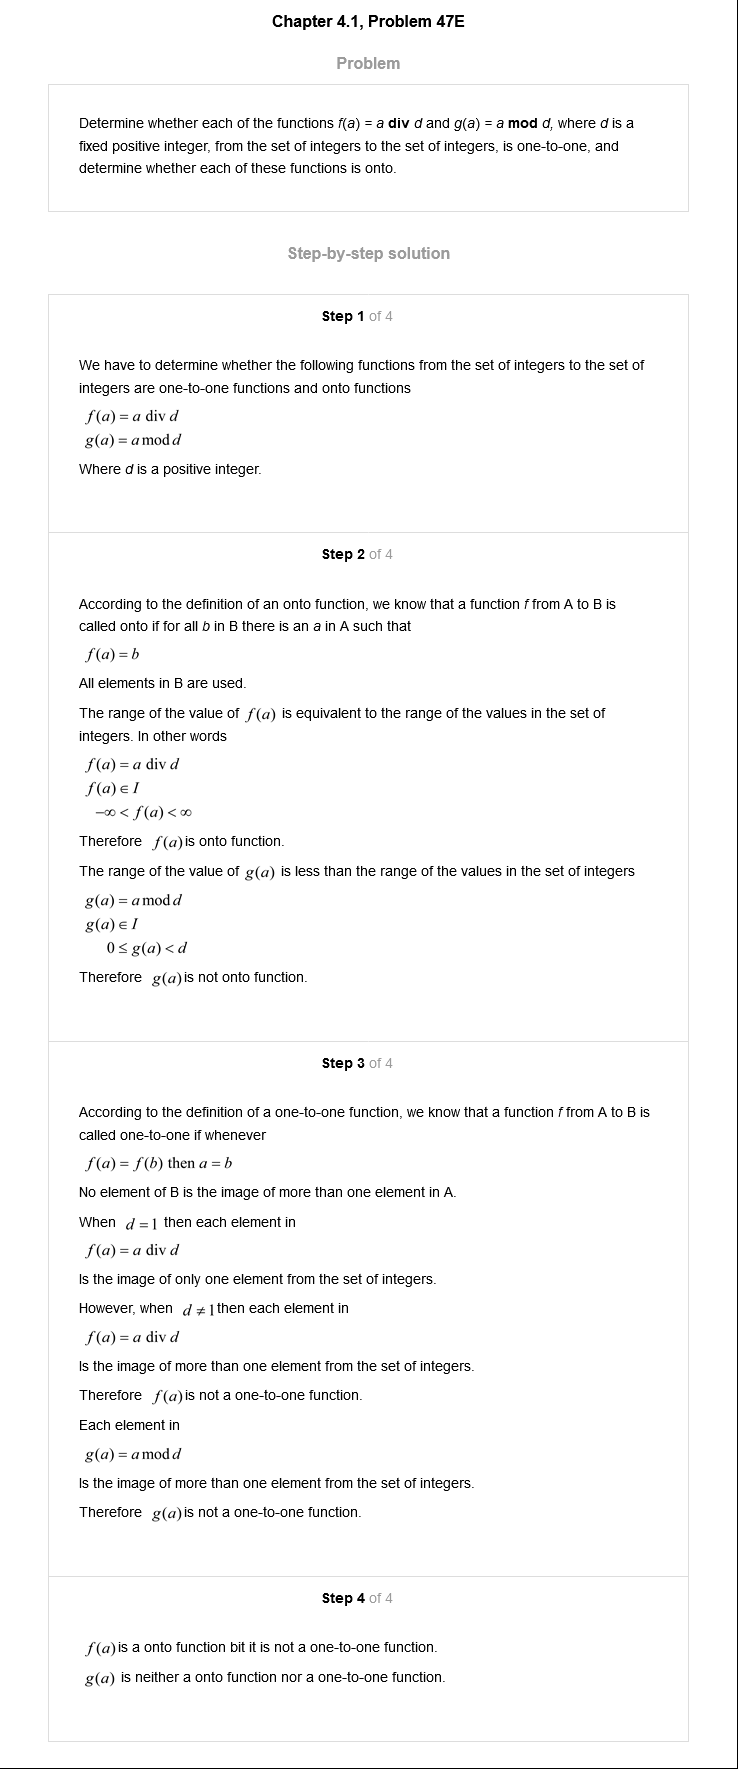 Chapter 4.1, Problem 47E
Problem
Determine whether each of the functions f(a) = a div d and g(a) = a mod d, where d is a
fixed positive integer, from the set of integers to the set of integers, is one-to-one, and
determine whether each of these functions is onto.
Step-by-step solution
Step 1 of 4
We have to determine whether the following functions from the set of integers to the set of
integers are one-to-one functions and onto functions
f(a) = a div d
g(a) = a mod d
Where d is a positive integer.
Step 2 of 4
According to the definition of an onto function, we know that a function f from A to B is
called onto if for all b in B there is an a in A such that
f(a) = b
All elements in B are used.
The range of the value of f(a) is equivalent to the range of the values in the set of
integers. In other words
f(a) = a div d
f(a) ∈ I
−∞ < f(a) < ∞
Therefore f(a) is onto function.
The range of the value of g(a) is less than the range of the values in the set of integers
g(a) = a mod d
g(a) ∈ I
0 ≤ g(a) < d
Therefore g(a) is not onto function.
Step 3 of 4
According to the definition of a one-to-one function, we know that a function f from A to B is
called one-to-one if whenever
f(a) = f(b) then a = b
No element of B is the image of more than one element in A.
When d = 1 then each element in
f(a) = a div d
Is the image of only one element from the set of integers.
However, when d ≠ 1 then each element in
f(a) = a div d
Is the image of more than one element from the set of integers.
Therefore f(a) is not a one-to-one function.
Each element in
g(a) = a mod d
Is the image of more than one element from the set of integers.
Therefore g(a) is not a one-to-one function.
Step 4 of 4
f(a) is a onto function bit it is not a one-to-one function.
g(a) is neither a onto function nor a one-to-one function.